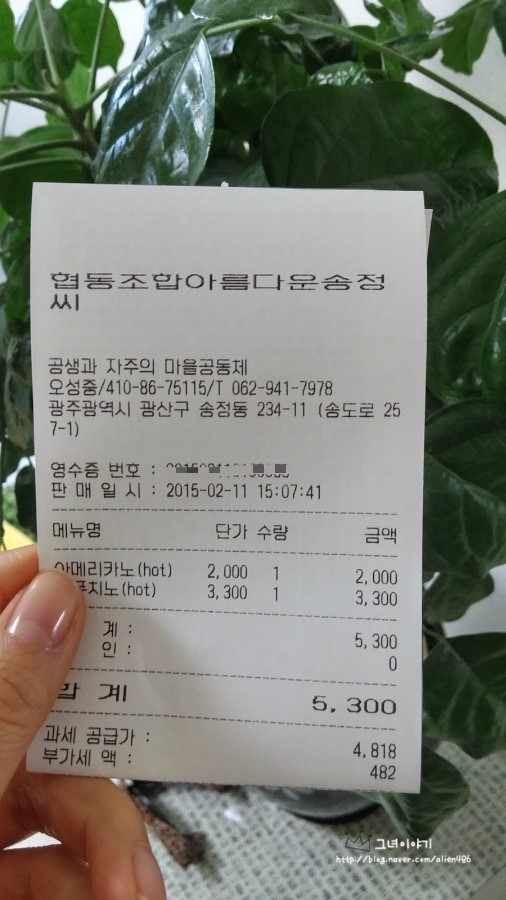 협동조합아름다운송정
씨
공생과 자주의 마을공동체
오성중/410-86-75115/T 062-941-7978
광주광역시 광산구 송정동 234-11 (송도로 25
7-1)
영수증 번호 :
판 매 일 시 : 2015-02-11 15:07:41
메뉴명 단가 수량 금액
아메리카노(hot) 2,000 1 2,000
푸치노(hot) 3,300 1 3,300
계 : 5,300
인 : 0
합 계 5,300
과세 공급가 : 4,818
부가세 액 : 482
그녀이야기
http://blog.naver.com/alien486